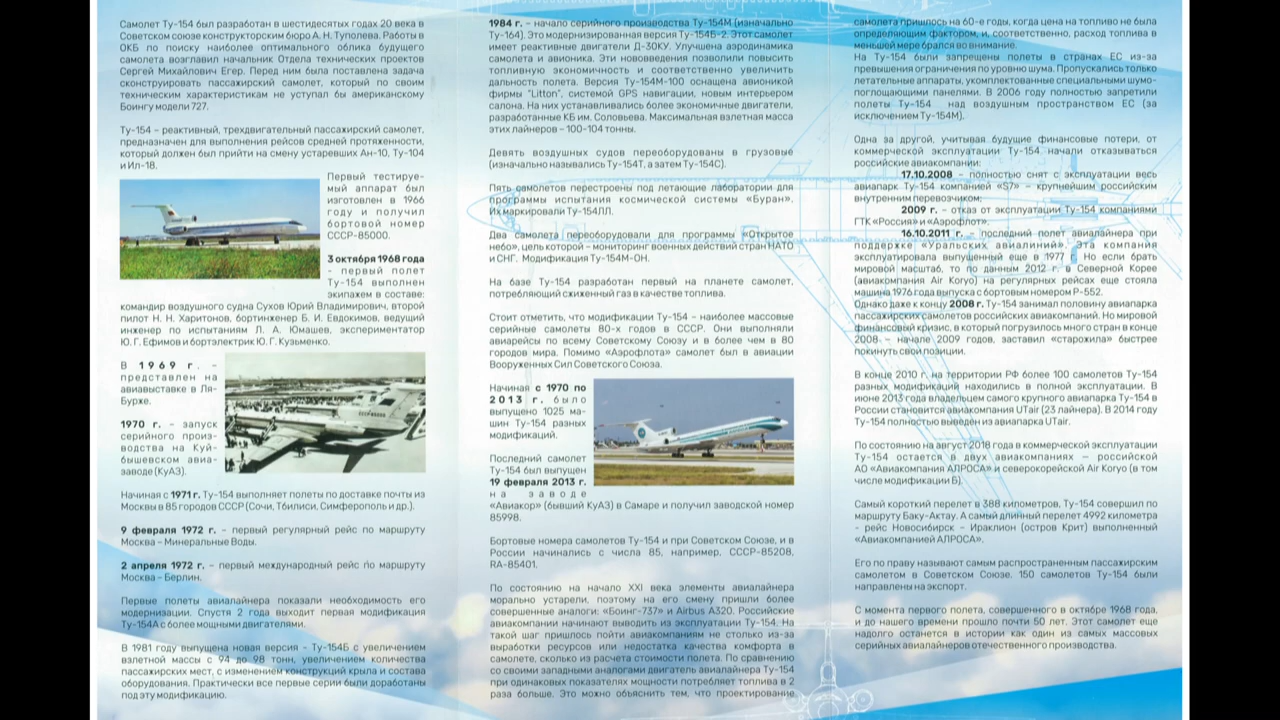 Самолет Ту-154 был разработан в шестидесятых годах 20 века в
Советском союзе конструкторским бюро А. Н. Туполева. Работы в
ОКБ по поиску наиболее оптимального облика будущего
самолета возглавил начальник Отдела технических проектов
Сергей Михайлович Егер. Перед ним была поставлена задача
сконструировать пассажирский самолет, который по своим
техническим характеристикам не уступал бы американскому
Боингу модели 727.
Ту-154 – реактивный, трехдвигательный пассажирский самолет,
предназначен для выполнения рейсов средней протяженности,
который должен был прийти на смену устаревших Ан-10, Ту-104
и Ил-18.
Первый тестируе-
мый аппарат был
изготовлен в 1966
году и получил
бортовой номер
СССР-85000.
3 октября 1968 года
- первый полет
Ту-154 выполнен
экипажем в составе:
командир воздушного судна Сухов Юрий Владимирович, второй
пилот Н. Н. Харитонов, бортинженер Б. И. Евдокимов, ведущий
инженер по испытаниям Л. А. Юмашев, экспериментатор
Ю. Г. Ефимов и борталектрик Ю. Г. Кузьменко.
В 1969 г. -
представлен на
авиавыставке в Ля-
Бурже.
1970 г. - запуск
серийного произ-
водства на Куй-
бышевском авиа-
заводе (КуАЗ).
Начиная с 1971 г. Ту-154 выполняет полеты по доставке почты из
Москвы в 85 городов СССР (Сочи, Тбилиси, Симферополь и др.).
9 февраля 1972 г. - первый регулярный рейс по маршруту
Москва – Минеральные Воды.
2 апреля 1972 г. - первый международный рейс по маршруту
Москва – Берлин.
Первые полеты авиалайнера показали необходимость его
модернизации. Спустя 2 года выходит первая модификация
Ту-154А с более мощными двигателями.
В 1981 году выпущена новая версия - Ту-154Б с увеличением
взлетной массы с 94 до 98 тонн, увеличением количества
пассажирских мест, с изменением конструкций крыла и состава
оборудования. Практически все первые серии были доработаны
под эту модификацию.
1984 г. - начало серийного производства Ту-154М (изначально
Ту-164). Это модернизированная версия Ту-154Б-2. Этот самолет
имеет реактивные двигатели Д-30КУ. Улучшена аэродинамика
самолета и авионика. Эти нововведения позволили повысить
топливную экономичность и соответственно увеличить
дальность полета. Версия Ту-154М-100 оснащена авионикой
фирмы "Litton", системой GPS навигации, новым интерьером
салона. На них устанавливались более экономичные двигатели,
разработанные КБ им. Соловьева. Максимальная взлетная масса
этих лайнеров – 100-104 тонны.
Девять воздушных судов переоборудованы в грузовые
(изначально назывались Ту-154Т, а затем Ту-154С).
Пять самолетов перестроены под летающие лаборатории для
программы испытания космической системы «Буран».
Их маркировали Ту-154ЛЛ.
Два самолета переоборудовали для программы «Открытое
небо», цель которой – мониторинг военных действий стран НАТО
и СНГ. Модификация Ту-154М-ОН.
На базе Ту-154 разработан первый на планете самолет,
потребляющий сжиженный газ в качестве топлива.
Стоит отметить, что модификации Ту-154 – наиболее массовые
серийные самолеты 80-х годов в СССР. Они выполняли
авиарейсы по всему Советскому Союзу и в более чем в 80
городов мира. Помимо «Аэрофлота» самолет был в авиации
Вооруженных Сил Советского Союза.
Начиная с 1970 по
2013 г. было
выпущено 1025 ма-
шин Ту-154 разных
модификаций.
Последний самолет
Ту-154 был выпущен
19 февраля 2013 г.
на заводе
«Авиакор» (бывший КуАЗ) в Самаре и получил заводской номер
85998.
Бортовые номера самолетов Ту-154 и при Советском Союзе, и в
России начинались с числа 85, например, СССР-85208,
RA-85401.
По состоянию на начало XXI века элементы авиалайнера
морально устарели, поэтому на его смену пришли более
совершенные аналоги: «Боинг-737» и Airbus A320. Российские
авиакомпании начинают выводить из эксплуатации Ту-154. На
такой шаг пришлось пойти авиакомпаниям не столько из-за
выработки ресурсов или недостатка качества комфорта в
самолете, сколько из расчета стоимости полета. По сравнению
со своими западными аналогами двигатель авиалайнера Ту-154
при одинаковых показателях мощности потребляет топлива в 2
раза больше. Это можно объяснить тем, что проектирование
самолета пришлось на 60-е годы, когда цена на топливо не была
определяющим фактором, и, соответственно, расход топлива в
меньшей мере брался во внимание.
На Ту-154 были запрещены полеты в странах ЕС из-за
превышения ограничения по уровню шума. Пропускались только
летательные аппараты, укомплектованные специальными шумо-
поглощающими панелями. В 2006 году полностью запретили
полеты Ту-154 над воздушным пространством ЕС (за
исключением Ту-154М).
Одна за другой, учитывая будущие финансовые потери, от
коммерческой эксплуатации Ту-154 начали отказываться
российские авиакомпании:
17.10.2008 - полностью снят с эксплуатации весь
авиапарк Ту-154 компанией «S7» – крупнейшим российским
внутренним перевозчиком;
2009 г. - отказ от эксплуатации Ту-154 компаниями
ГТК «Россия» и «Аэрофлот».
16.10.2011 г. - последний полет авиалайнера при
поддержке «Уральских авиалиний». Эта компания
эксплуатировала выпущенный еще в 1977 г. Но если брать
мировой масштаб, то по данным 2012 г. в Северной Корее
(авиакомпания Air Koryo) на регулярных рейсах еще стояла
машина 1976 года выпуска с бортовым номером Р-552.
Однако даже к концу 2008 г. Ту-154 занимал половину авиапарка
пассажирских самолетов российских авиакомпаний. Но мировой
финансовый кризис, в который погрузилось много стран в конце
2008 - начале 2009 годов, заставил «старожила» быстрее
покинуть свои позиции.
В конце 2010 г. на территории РФ более 100 самолетов Ту-154
разных модификаций находились в полной эксплуатации. В
июне 2013 года владельцем самого крупного авиапарка Ту-154 в
России становится авиакомпания UTair (23 лайнера). В 2014 году
Ту-154 полностью выведен из авиапарка UTair.
По состоянию на август 2018 года в коммерческой эксплуатации
Ту-154 остается в двух авиакомпаниях — российской
АО «Авиакомпания АЛРОСА» и северокорейской Air Koryo (в том
числе модификации Б).
Самый короткий перелет в 388 километров, Ту-154 совершил по
маршруту Баку-Актау. А самый длинный перелет 4992 километра
- рейс Новосибирск - Ираклион (остров Крит) выполненный
«Авиакомпанией АЛРОСА».
Его по праву называют самым распространенным пассажирским
самолетом в Советском Союзе. 150 самолетов Ту-154 были
направлены на экспорт.
С момента первого полета, совершенного в октябре 1968 года,
и до нашего времени прошло почти 50 лет. Этот самолет еще
надолго останется в истории как один из самых массовых
серийных авиалайнеров отечественного производства.